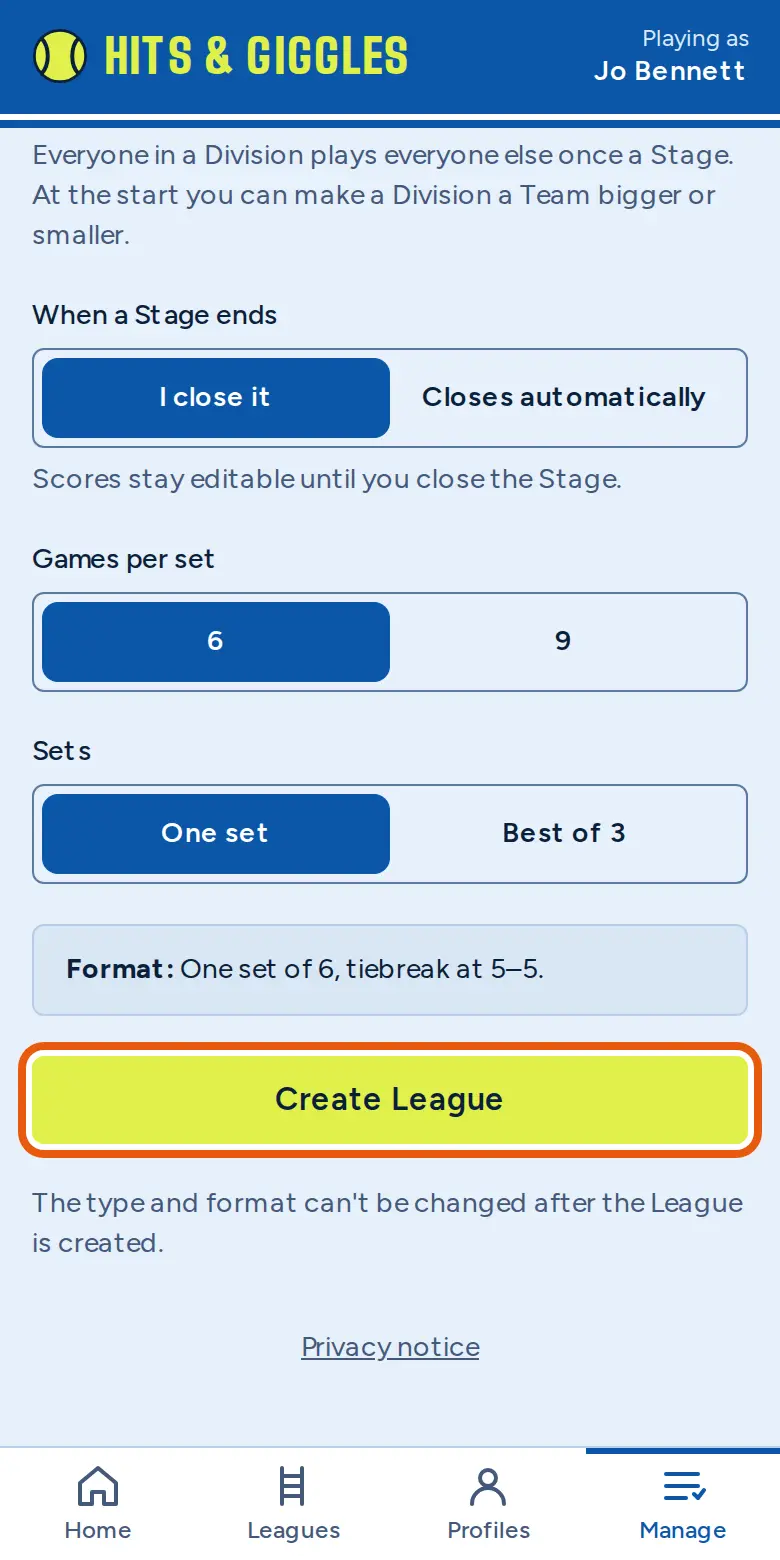 HITS & GIGGLES
Playing as
Jo Bennett
Everyone in a Division plays everyone else once a Stage.
At the start you can make a Division a Team bigger or
smaller.
When a Stage ends
I close it
Closes automatically
Scores stay editable until you close the Stage.
Games per set
6
9
Sets
One set
Best of 3
Format: One set of 6, tiebreak at 5–5.
Create League
The type and format can't be changed after the League
is created.
Privacy notice
Home
Leagues
Profiles
Manage